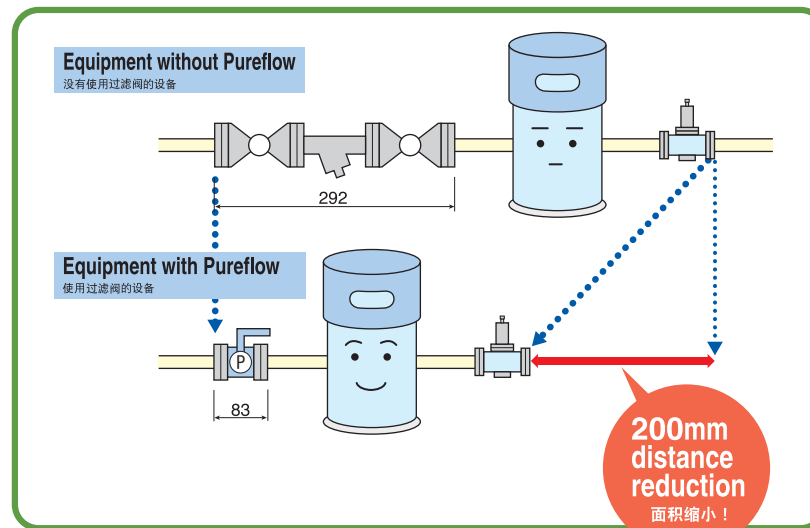 Equipment without Pureflow
没有使用过滤阀的设备
292
Equipment with Pureflow
使用过滤阀的设备
P
83
200mm
distance
reduction
面积缩小！